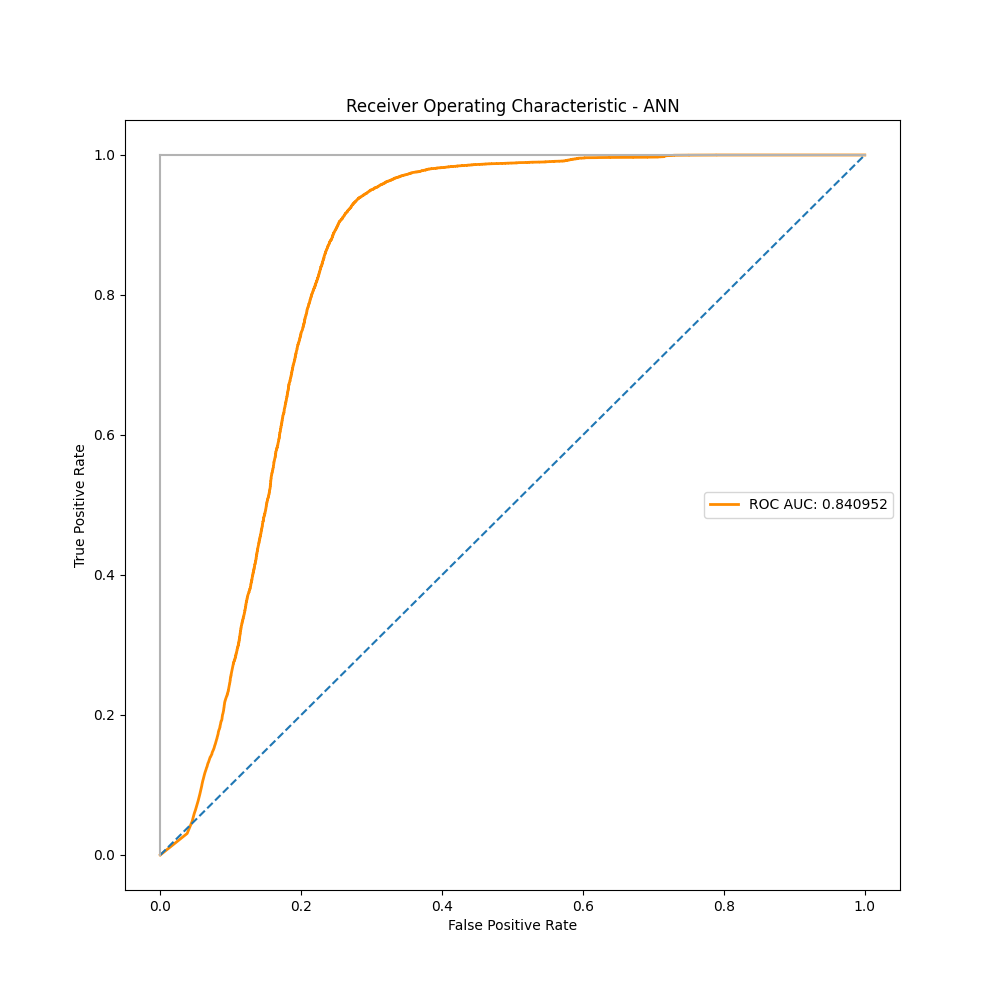 Receiver Operating Characteristic - ANN
1.0
0.8
0.6
0.4
0.2
0.0
True Positive Rate
ROC AUC: 0.840952
0.0 0.2 0.4 0.6 0.8 1.0
False Positive Rate